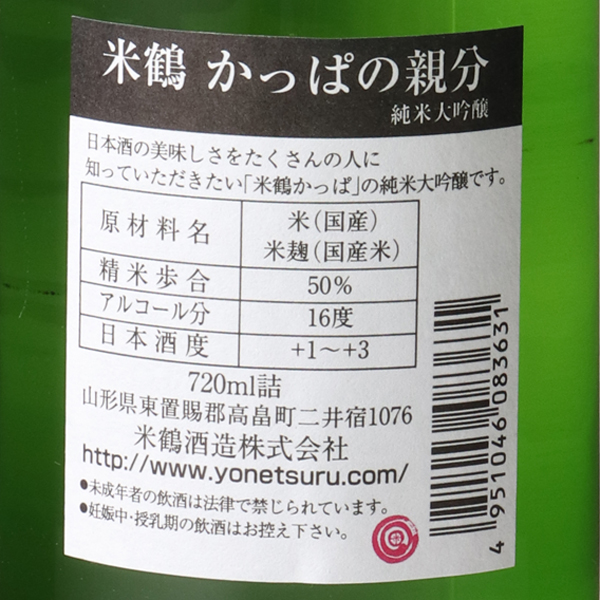 米鶴 かっぱの親分
純米大吟醸
日本酒の美味しさをたくさんの人に
知っていただきたい「米鶴かっぱ」の純米大吟醸です。
原材料名 米（国産）
米麹（国産米）
精米歩合 50%
アルコール分 16度
日本酒度 +1～+3
720ml詰
山形県東置賜郡高畠町二井宿1076
米鶴酒造株式会社
http://www.yonetsuru.com/
●未成年者の飲酒は法律で禁じられています。
●妊娠中・授乳期の飲酒はお控え下さい。
4 951046 083631